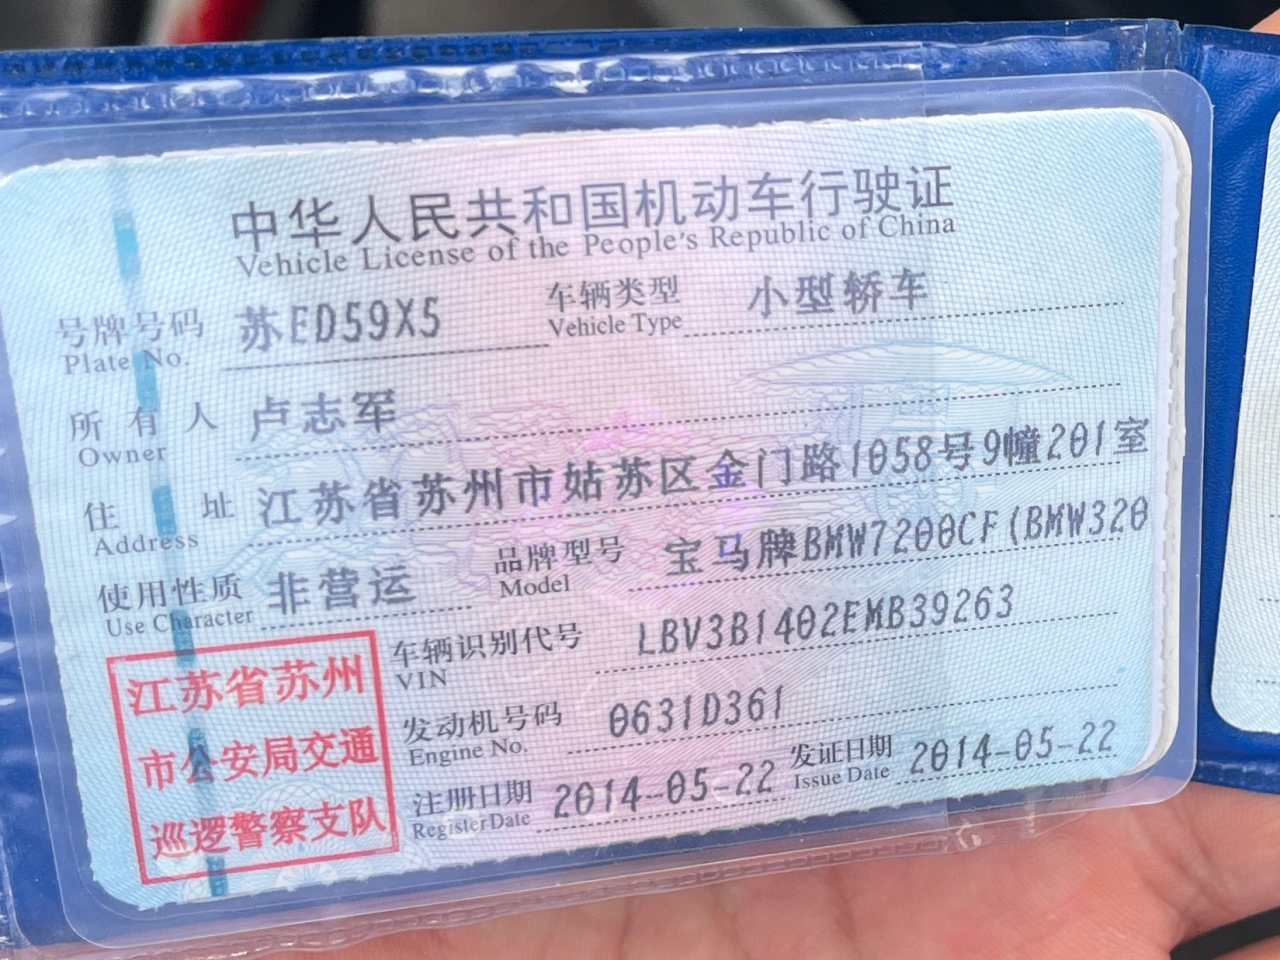 中华人民共和国机动车行驶证
Vehicle License of the People's Republic of China
号牌号码 苏ED59X5 车辆类型 小型轿车
Plate No. Vehicle Type
所有人 卢志军
Owner
住址 江苏省苏州市姑苏区金门路1058号9幢201室
Address
使用性质 非营运 品牌型号 宝马牌BMW7200CF(BMW320
Use Character Model
车辆识别代号 LBV3B1402EMB39263
VIN
发动机号码 0631D361
Engine No.
注册日期 2014-05-22 发证日期 2014-05-22
Register Date Issue Date
江苏省苏州
市公安局交通
巡逻警察支队